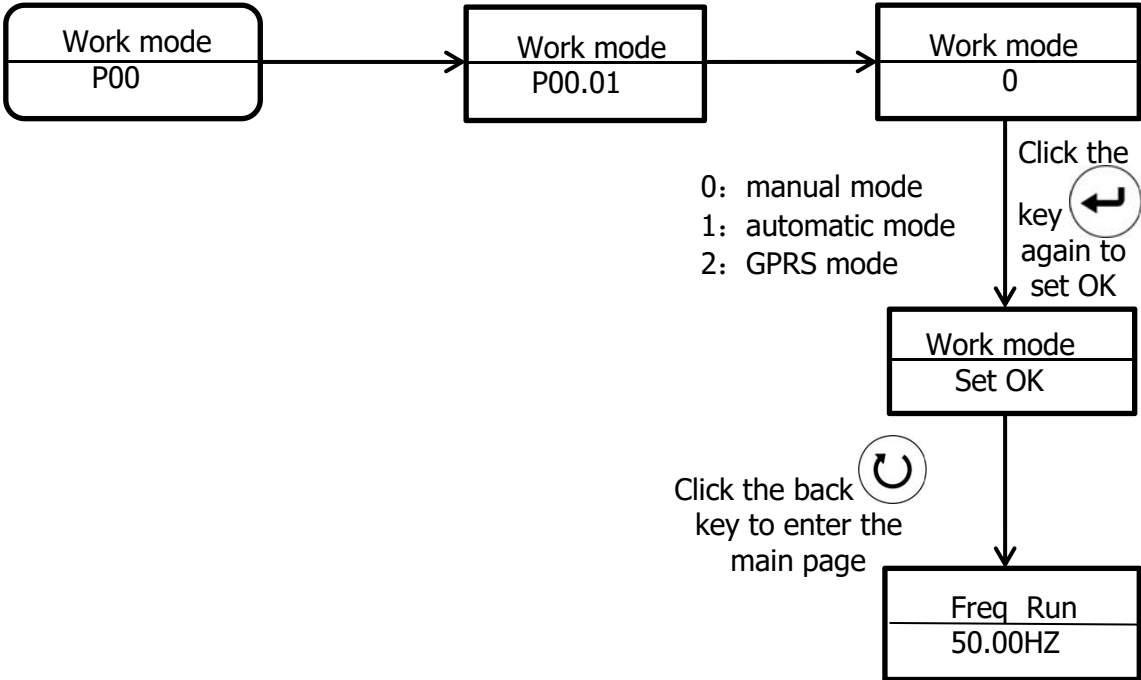 Work mode
P00
Work mode
P00.01
Work mode
0
Click the
key
again to
set OK
0：manual mode
1：automatic mode
2：GPRS mode
Work mode
Set OK
Click the back
key to enter the
main page
Freq Run
50.00HZ